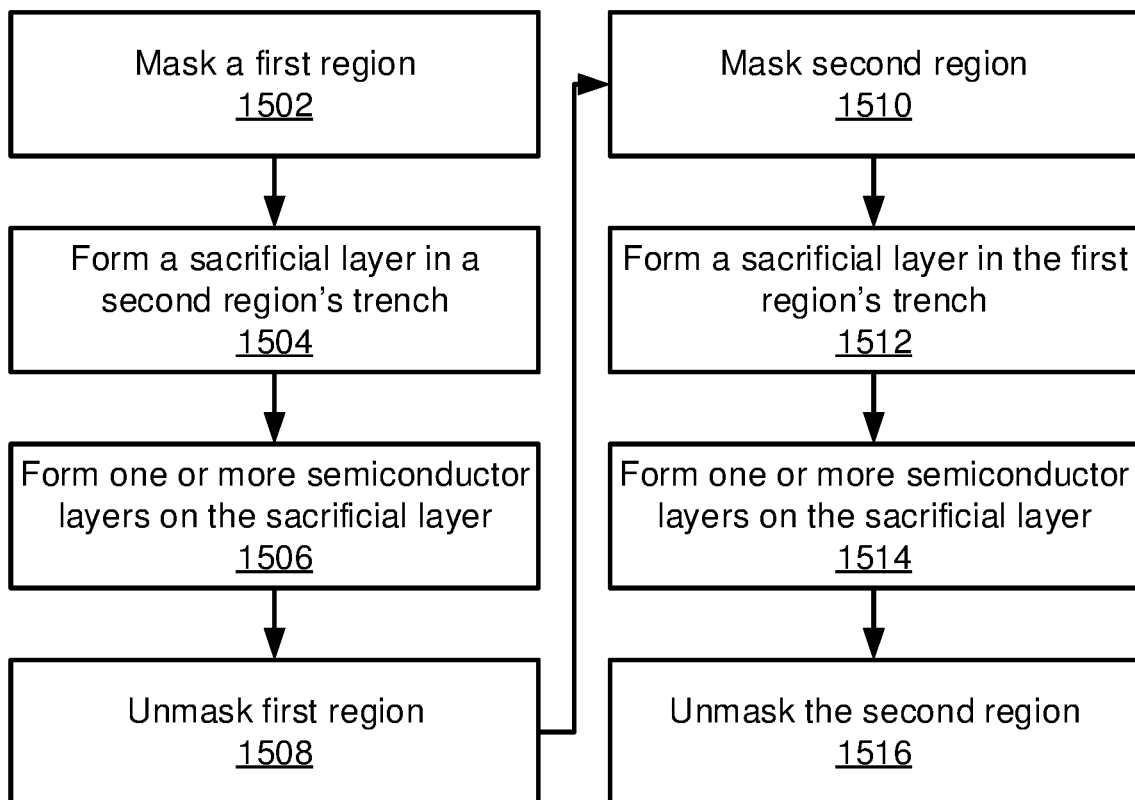 Mask a first region
1502
Form a sacrificial layer in a
second region's trench
1504
Form one or more semiconductor
layers on the sacrificial layer
1506
Unmask first region
1508
Mask second region
1510
Form a sacrificial layer in the first
region's trench
1512
Form one or more semiconductor
layers on the sacrificial layer
1514
Unmask the second region
1516